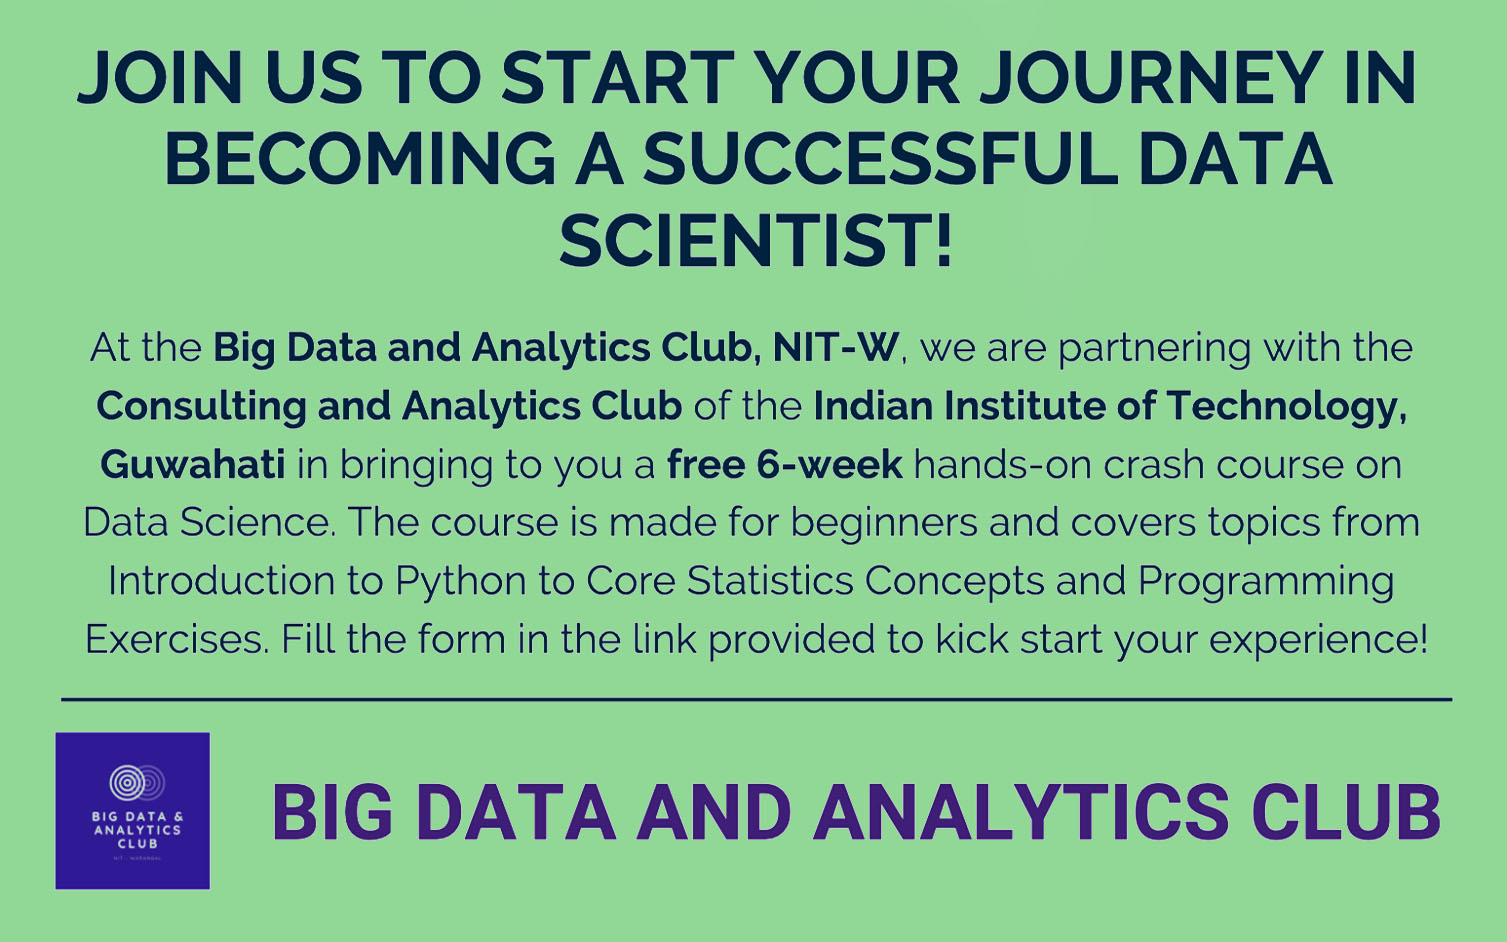 JOIN US TO START YOUR JOURNEY IN
BECOMING A SUCCESSFUL DATA
SCIENTIST!
At the Big Data and Analytics Club, NIT-W, we are partnering with the
Consulting and Analytics Club of the Indian Institute of Technology,
Guwahati in bringing to you a free 6-week hands-on crash course on
Data Science. The course is made for beginners and covers topics from
Introduction to Python to Core Statistics Concepts and Programming
Exercises. Fill the form in the link provided to kick start your experience!
BIG DATA &
ANALYTICS
CLUB
NIT - WARANGAL
BIG DATA AND ANALYTICS CLUB